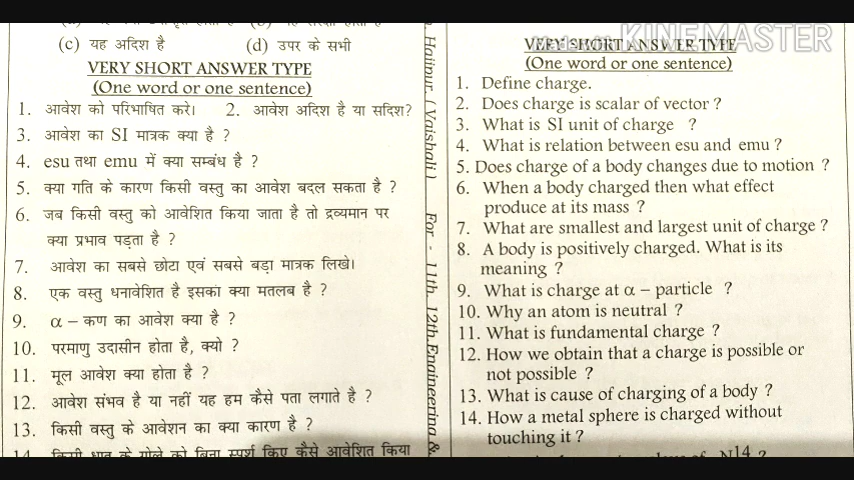 (c) यह अदिश है (d) उपर के सभी
VERY SHORT ANSWER TYPE
(One word or one sentence)
1. आवेश को परिभाषित करे। 2. आवेश अदिश है या सदिश?
3. आवेश का SI मात्रक क्या है ?
4. esu तथा emu में क्या सम्बंध है ?
5. क्या गति के कारण किसी वस्तु का आवेश बदल सकता है ?
6. जब किसी वस्तु को आवेशित किया जाता है तो द्रव्यमान पर
क्या प्रभाव पड़ता है ?
7. आवेश का सबसे छोटा एवं सबसे बड़ा मात्रक लिखे।
8. एक वस्तु धनावेशित है इसका क्या मतलब है ?
9. α – कण का आवेश क्या है ?
10. परमाणु उदासीन होता है, क्यो ?
11. मूल आवेश क्या होता है ?
12. आवेश संभव है या नहीं यह हम कैसे पता लगाते है ?
13. किसी वस्तु के आवेशन का क्या कारण है ?
14. किसी धातु के गोले को बिना स्पर्श किए कैसे आवेशित किया
Hajipur. (Vaishali) For - 11th. 12th.Engineering &
KINEMASTER
VERY SHORT ANSWER TYPE
(One word or one sentence)
1. Define charge.
2. Does charge is scalar of vector ?
3. What is SI unit of charge ?
4. What is relation between esu and emu ?
5. Does charge of a body changes due to motion ?
6. When a body charged then what effect
produce at its mass ?
7. What are smallest and largest unit of charge ?
8. A body is positively charged. What is its
meaning ?
9. What is charge at α – particle ?
10. Why an atom is neutral ?
11. What is fundamental charge ?
12. How we obtain that a charge is possible or
not possible ?
13. What is cause of charging of a body ?
14. How a metal sphere is charged without
touching it ?